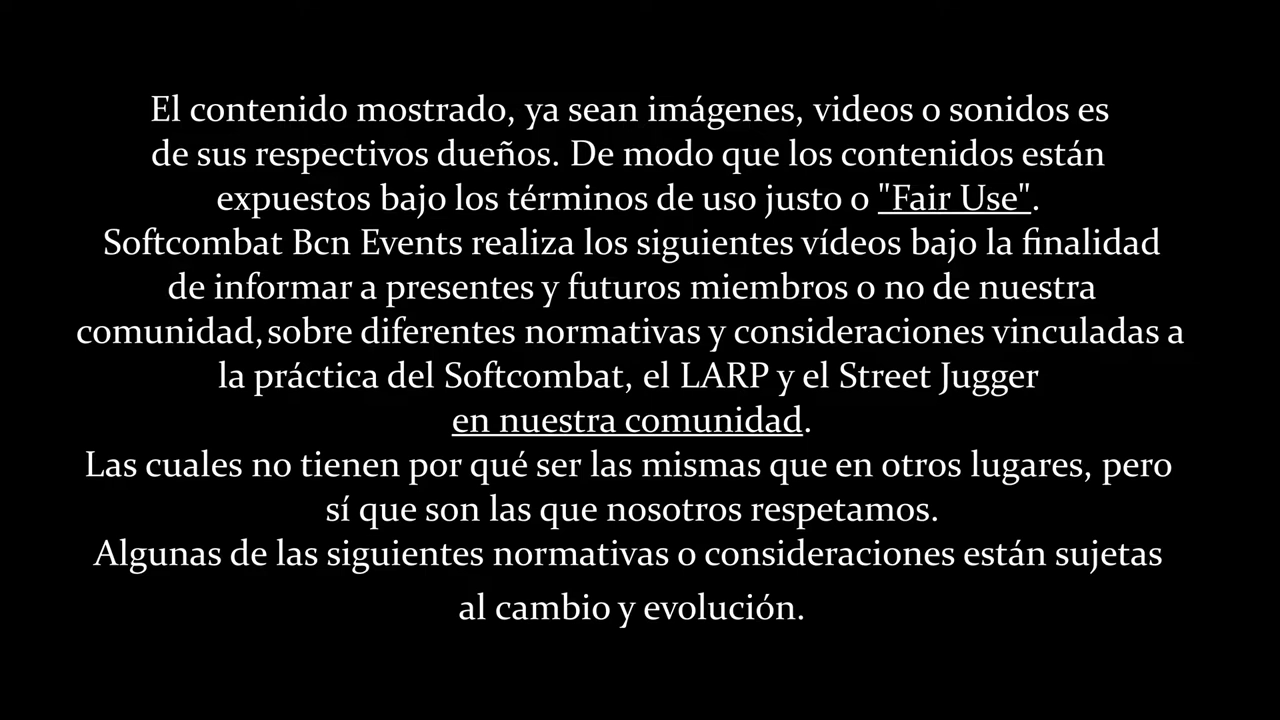 El contenido mostrado, ya sean imágenes, videos o sonidos es
de sus respectivos dueños. De modo que los contenidos están
expuestos bajo los términos de uso justo o "Fair Use".
Softcombat Bcn Events realiza los siguientes vídeos bajo la finalidad
de informar a presentes y futuros miembros o no de nuestra
comunidad, sobre diferentes normativas y consideraciones vinculadas a
la práctica del Softcombat, el LARP y el Street Jugger
en nuestra comunidad.
Las cuales no tienen por qué ser las mismas que en otros lugares, pero
sí que son las que nosotros respetamos.
Algunas de las siguientes normativas o consideraciones están sujetas
al cambio y evolución.